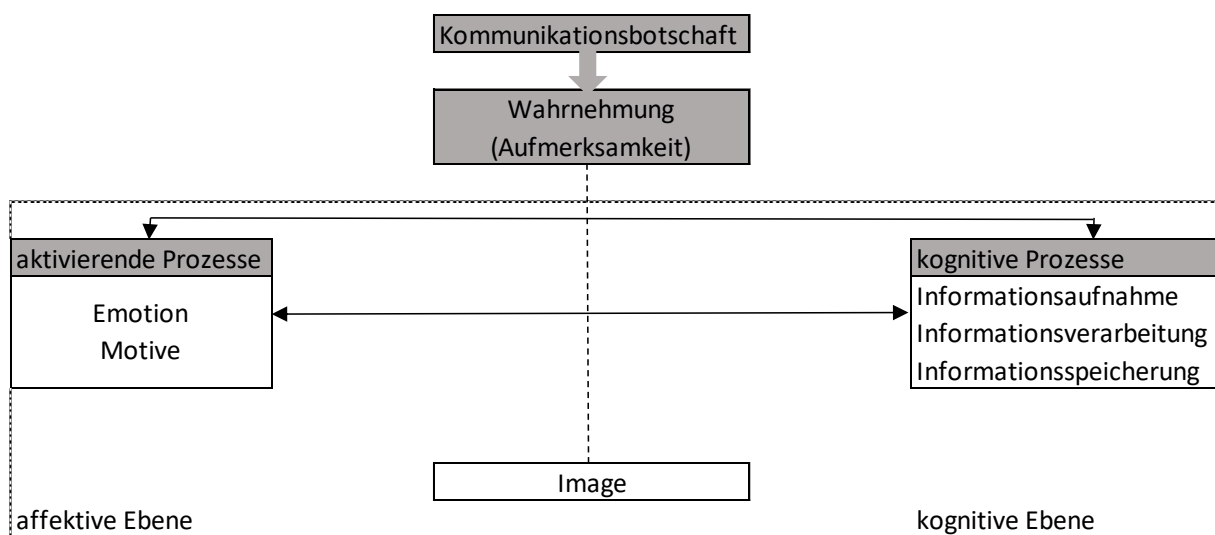 Kommunikationsbotschaft
Wahrnehmung
(Aufmerksamkeit)
aktivierende Prozesse
Emotion
Motive
kognitive Prozesse
Informationsaufnahme
Informationsverarbeitung
Informationsspeicherung
Image
affektive Ebene
kognitive Ebene